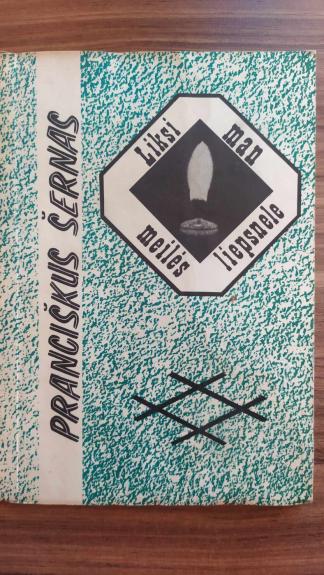 PRANCIŠKUS ŠERNAS
Liksi man
meilės liepsnele